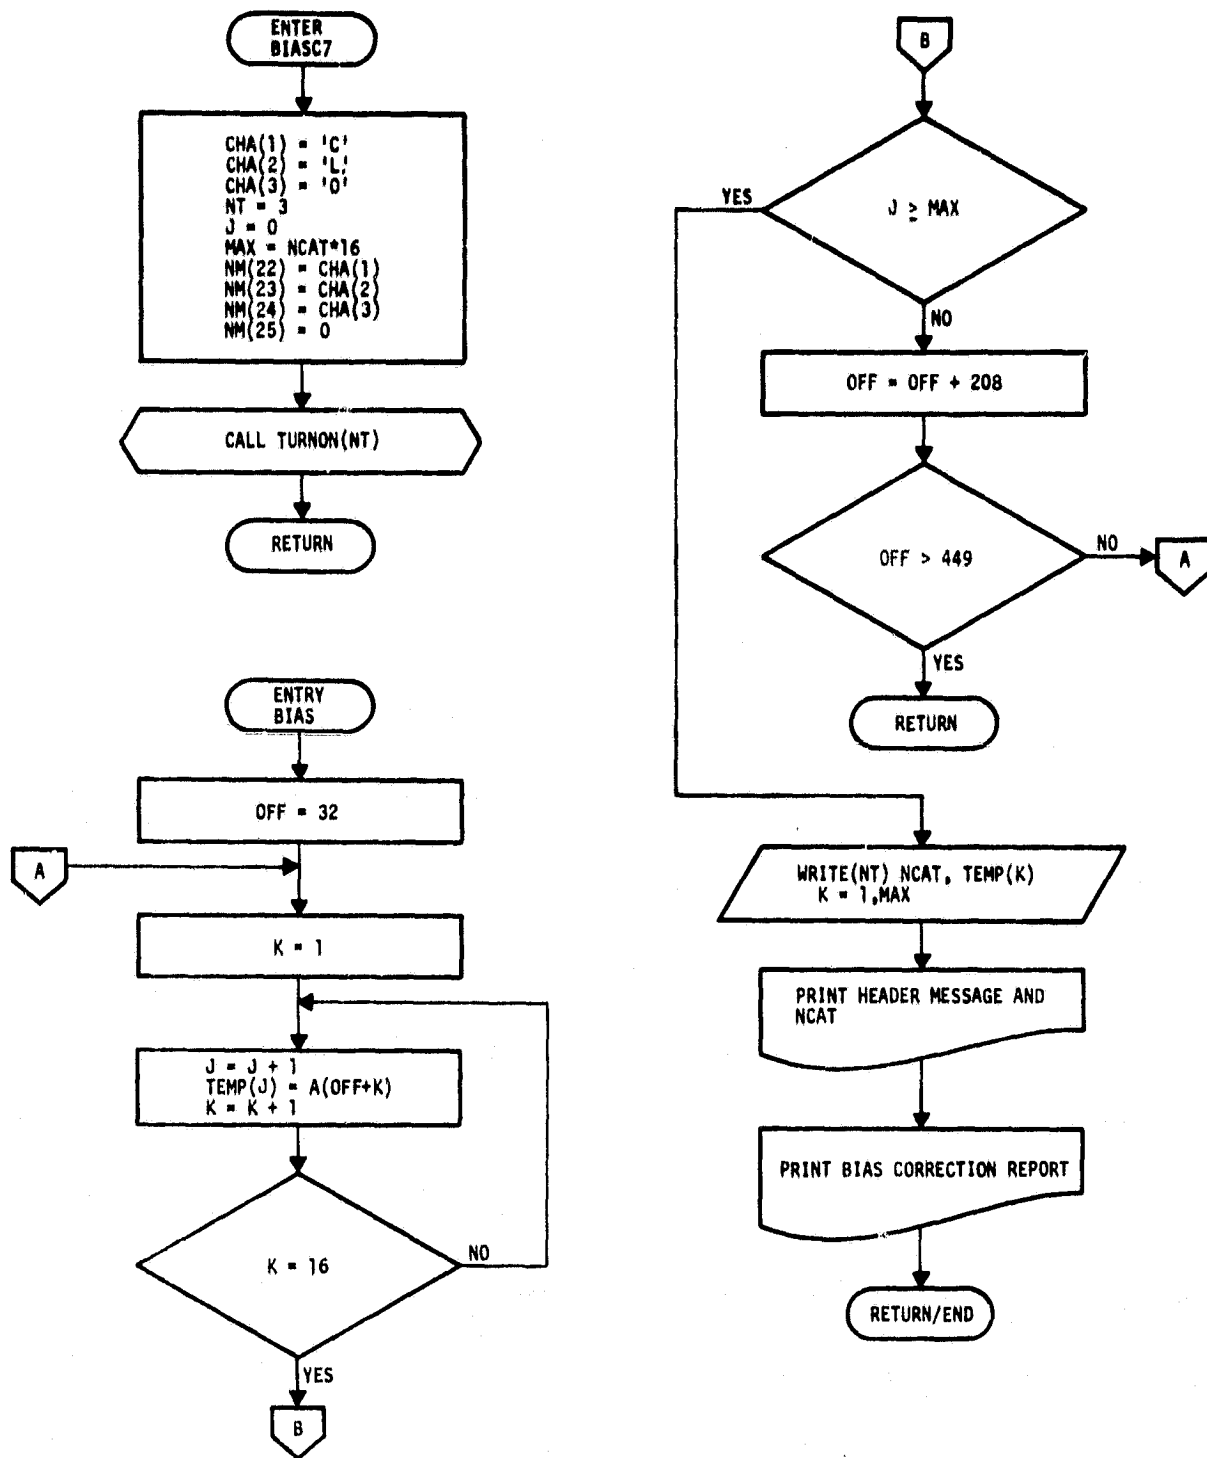 ENTER
BIASC7
CHA(1) = 'C'
CHA(2) = 'L'
CHA(3) = 'O'
NT = 3
J = 0
MAX = NCAT*16
NM(22) = CHA(1)
NM(23) = CHA(2)
NM(24) = CHA(3)
NM(25) = 0
CALL TURNON(NT)
RETURN
ENTRY
BIAS
OFF = 32
A
K = 1
J = J + 1
TEMP(J) = A(OFF+K)
K = K + 1
K = 16
NO
YES
B
B
J ≥ MAX
YES
NO
OFF = OFF + 208
OFF > 449
NO
A
YES
RETURN
WRITE(NT) NCAT, TEMP(K)
K = 1,MAX
PRINT HEADER MESSAGE AND
NCAT
PRINT BIAS CORRECTION REPORT
RETURN/END